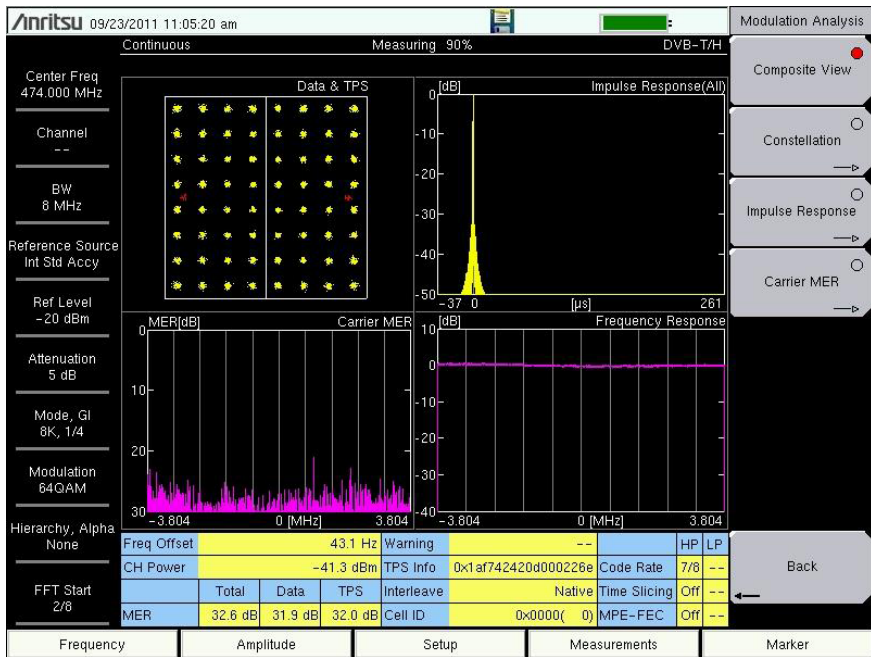 Anritsu 09/23/2011 11:05:20 am
Modulation Analysis
Continuous Measuring 90% DVB-T/H
Center Freq
474.000 MHz
Channel
--
BW
8 MHz
Reference Source
Int Std Accy
Ref Level
-20 dBm
Attenuation
5 dB
Mode, GI
8K, 1/4
Modulation
64QAM
Hierarchy, Alpha
None
FFT Start
2/8
Data & TPS
[dB] Impulse Response(All)
0
-10
-20
-30
-40
-50
-37 0 [µs] 261
MER[dB] Carrier MER
0
10
20
30
-3.804 0 [MHz] 3.804
[dB] Frequency Response
10
0
-10
-20
-30
-40
-3.804 0 [MHz] 3.804
Freq Offset 43.1 Hz Warning -- HP LP
CH Power -41.3 dBm TPS Info 0x1af742420d000226e Code Rate 7/8 --
Total Data TPS Interleave Native Time Slicing Off --
MER 32.6 dB 31.9 dB 32.0 dB Cell ID 0x0000( 0) MPE-FEC Off --
Composite View
Constellation
Impulse Response
Carrier MER
Back
Frequency Amplitude Setup Measurements Marker